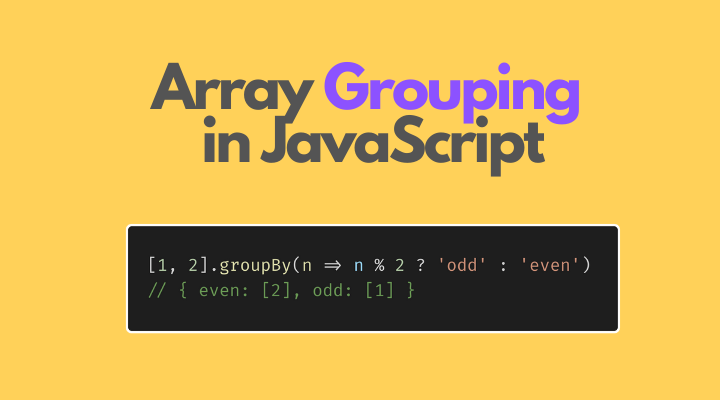 Array Grouping
in JavaScript
[1, 2].groupBy(n => n % 2 ? 'odd' : 'even')
// { even: [2], odd: [1] }